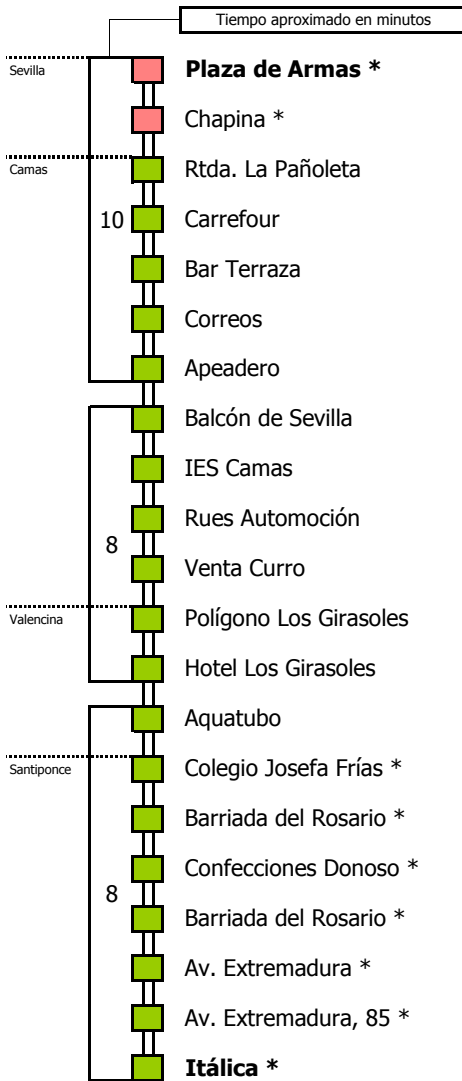 Tiempo aproximado en minutos
Sevilla
Plaza de Armas *
Chapina *
Camas
Rtda. La Pañoleta
10
Carrefour
Bar Terraza
Correos
Apeadero
Balcón de Sevilla
IES Camas
Rues Automoción
8
Venta Curro
Valencina
Polígono Los Girasoles
Hotel Los Girasoles
Aquatubo
Santiponce
Colegio Josefa Frías *
Barriada del Rosario *
Confecciones Donoso *
8
Barriada del Rosario *
Av. Extremadura *
Av. Extremadura, 85 *
Itálica *